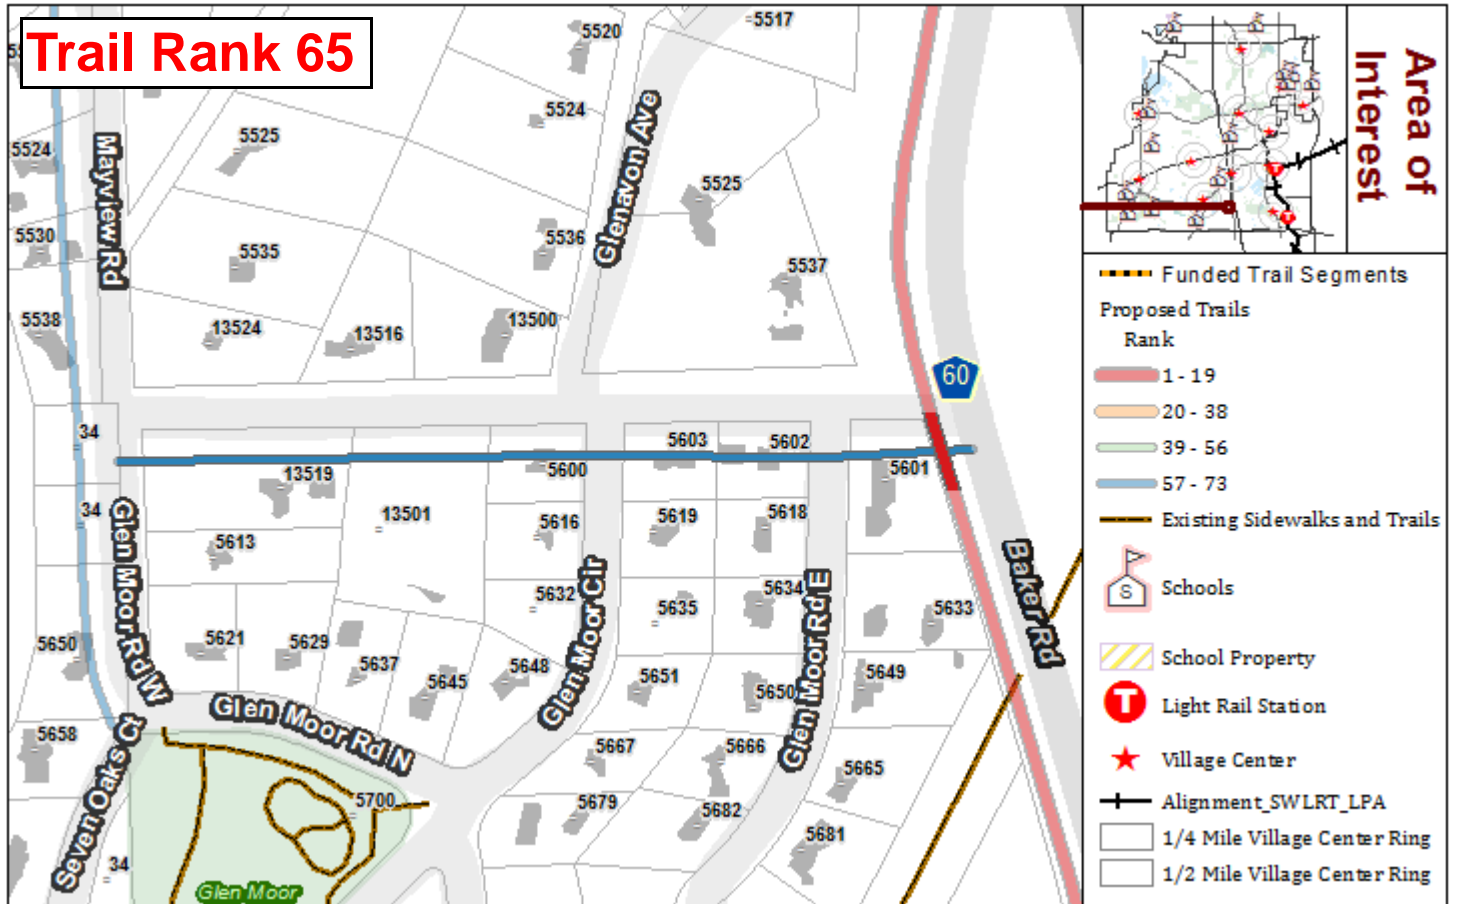 Trail Rank 65
5520
5517
5524
5525
5524
5525
Mayview Rd
Glenavon Ave
5530
5535
5536
5537
5538
13524
13516
13500
60
34
5603
5602
5601
13519
5600
34
13501
5616
5619
5618
5613
Glen Moor Rd W
Glen Moor Cir
Glen Moor Rd E
Baker Rd
5632
5635
5634
5633
5650
5621
5629
5637
5645
5648
5651
5650
5649
Glen Moor Rd N
5658
Seven Oaks Ct
5667
5666
5665
5700
5679
5682
5681
34
Glen Moor
Area of
Interest
T
T
Funded Trail Segments
Proposed Trails
Rank
1 - 19
20 - 38
39 - 56
57 - 73
Existing Sidewalks and Trails
S
Schools
School Property
T
Light Rail Station
Village Center
Alignment_SWLRT_LPA
1/4 Mile Village Center Ring
1/2 Mile Village Center Ring